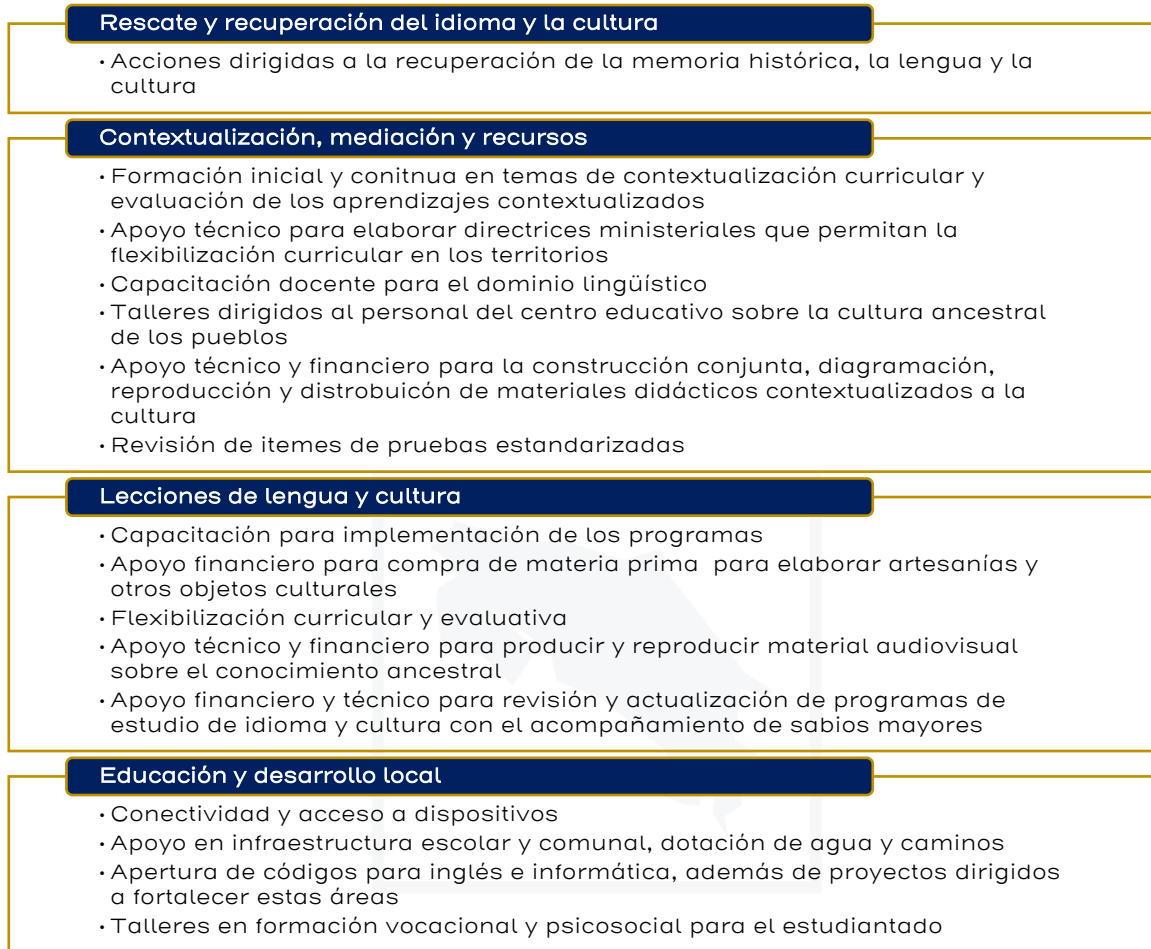 Rescate y recuperación del idioma y la cultura
• Acciones dirigidas a la recuperación de la memoria histórica, la lengua y la
cultura
Contextualización, mediación y recursos
• Formación inicial y conitnua en temas de contextualización curricular y
evaluación de los aprendizajes contextualizados
• Apoyo técnico para elaborar directrices ministeriales que permitan la
flexibilización curricular en los territorios
• Capacitación docente para el dominio lingüístico
• Talleres dirigidos al personal del centro educativo sobre la cultura ancestral
de los pueblos
• Apoyo técnico y financiero para la construcción conjunta, diagramación,
reproducción y distrobuicón de materiales didácticos contextualizados a la
cultura
• Revisión de itemes de pruebas estandarizadas
Lecciones de lengua y cultura
• Capacitación para implementación de los programas
• Apoyo financiero para compra de materia prima  para elaborar artesanías y
otros objetos culturales
• Flexibilización curricular y evaluativa
• Apoyo técnico y financiero para producir y reproducir material audiovisual
sobre el conocimiento ancestral
• Apoyo financiero y técnico para revisión y actualización de programas de
estudio de idioma y cultura con el acompañamiento de sabios mayores
Educación y desarrollo local
• Conectividad y acceso a dispositivos
• Apoyo en infraestructura escolar y comunal, dotación de agua y caminos
• Apertura de códigos para inglés e informática, además de proyectos dirigidos
a fortalecer estas áreas
• Talleres en formación vocacional y psicosocial para el estudiantado